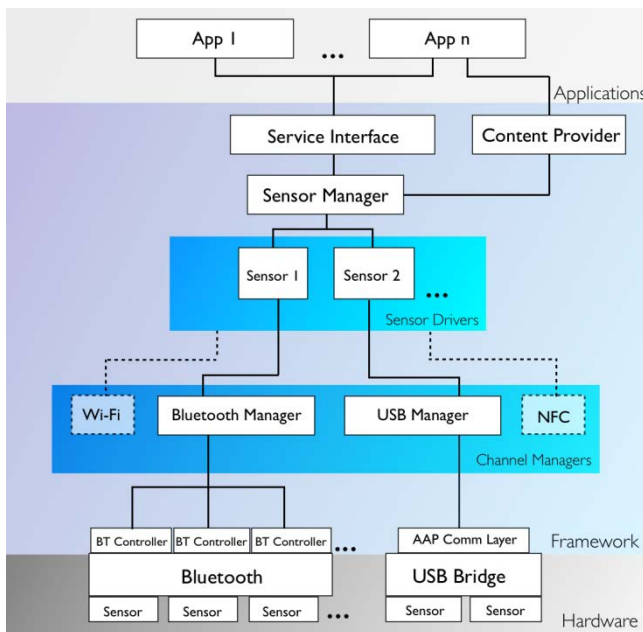 App 1
...
App n
Applications
Service Interface
Content Provider
Sensor Manager
Sensor 1
Sensor 2
...
Sensor Drivers
Wi-Fi
Bluetooth Manager
USB Manager
NFC
Channel Managers
BT Controller
BT Controller
BT Controller
...
AAP Comm Layer
Framework
Bluetooth
USB Bridge
Sensor
Sensor
Sensor
...
Sensor
Sensor
Hardware